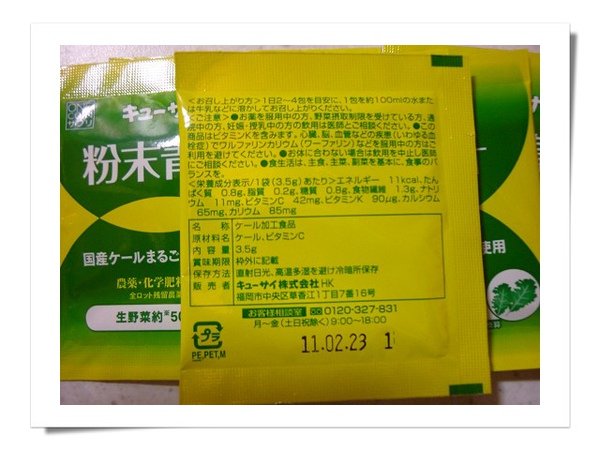 キューサイ
粉末青
国産ケールまるごと
農薬・化学肥料
全ロット残留農薬
生野菜約※50
使用
<お召し上がり方>1日2~4包を目安に、1包を約100mlの水また
は牛乳などに溶かしてお召し上がりください。
<ご注意>●お薬を服用中の方、野菜摂取制限を受けている方、通
院中の方、妊娠・授乳中の方の飲用は医師とご相談ください。●この
商品はビタミンKを含みます。心臓、脳、血管などの疾患(いわゆる血
栓症)でワルファリンカリウム(ワーファリン)などを服用中の方はご
利用を避けてください。●お体に合わない場合は飲用を中止し医師
にご相談ください。●食生活は、主食、主菜、副菜を基本に、食事のバ
ランスを。
<栄養成分表示/1袋(3.5g)あたり>エネルギー 11kcal、たん
ぱく質 0.8g、脂質 0.2g、糖質 0.8g、食物繊維 1.3g、ナトリ
ウム 11mg、ビタミンC 42mg、ビタミンK 90μg、カルシウム
65mg、カリウム 85mg
名 称 ケール加工食品
原材料名 ケール、ビタミンC
内 容 量 3.5g
賞味期限 枠外に記載
保存方法 直射日光、高温多湿を避け冷暗所保存
販 売 者 キューサイ株式会社 HK
福岡市中央区草香江1丁目7番16号
お客様相談室 0120-327-831
月~金(土日祝除く)9:00-18:00
プラ
PE,PET,M
11.02.23 1